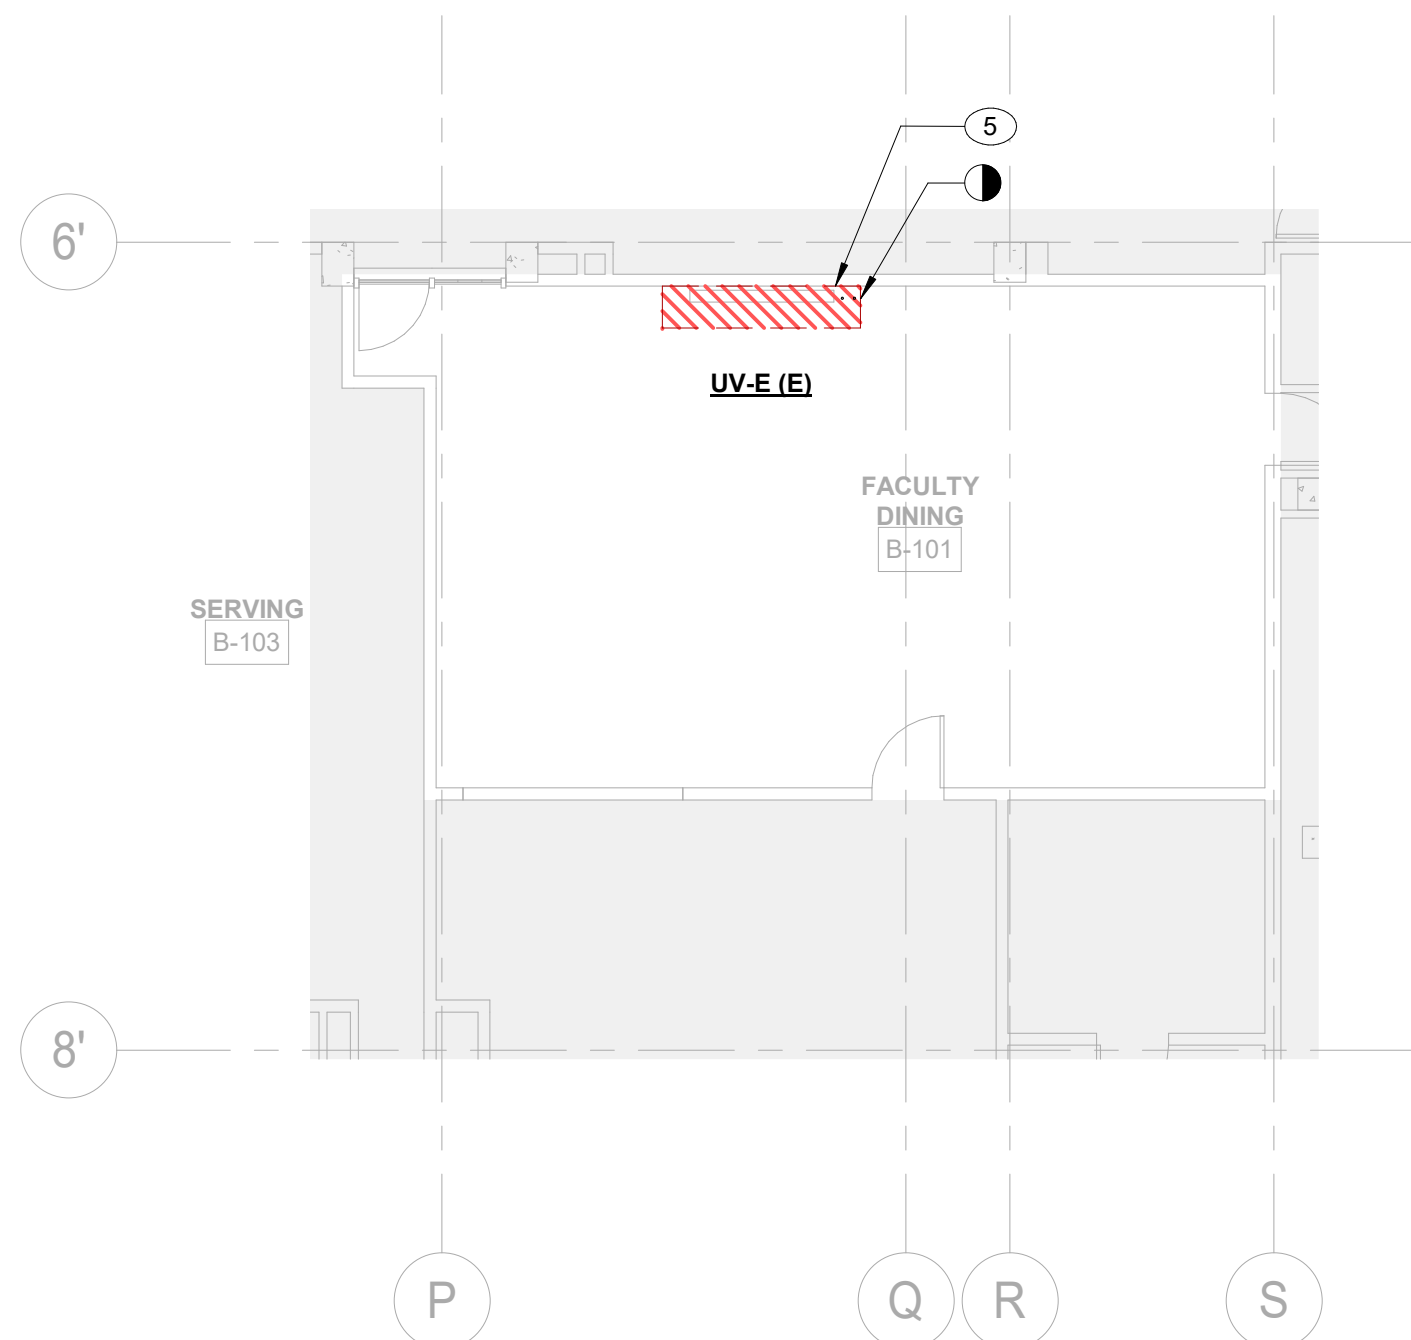 5
6'
UV-E (E)
FACULTY
DINING
B-101
SERVING
B-103
8'
P
Q
R
S